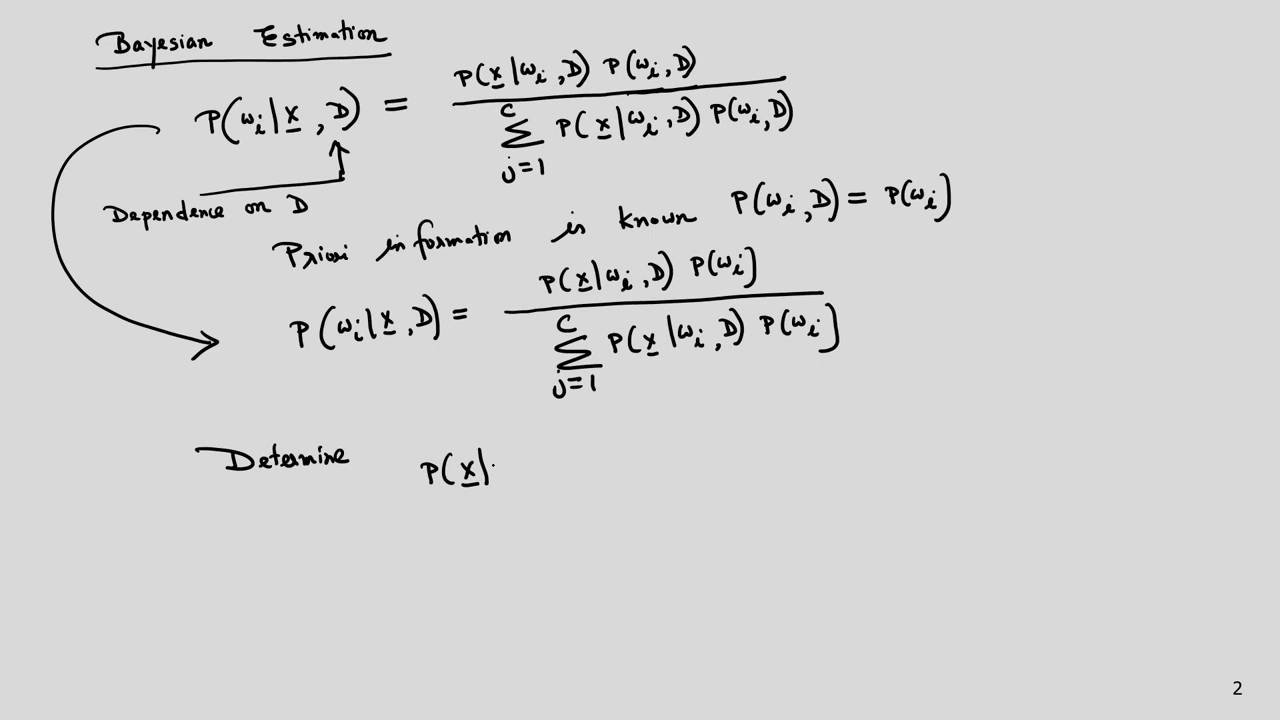 Bayesian Estimation
P(ωi|x, D) = P(x|ωi, D) P(ωi, D) / Σ_{j=1}^{C} P(x|ωi, D) P(ωi, D)
Dependence on D
Priori information is known P(ωi, D) = P(ωi)
P(ωi|x, D) = P(x|ωi, D) P(ωi) / Σ_{j=1}^{C} P(x|ωi, D) P(ωi)
Determine P(x|
2